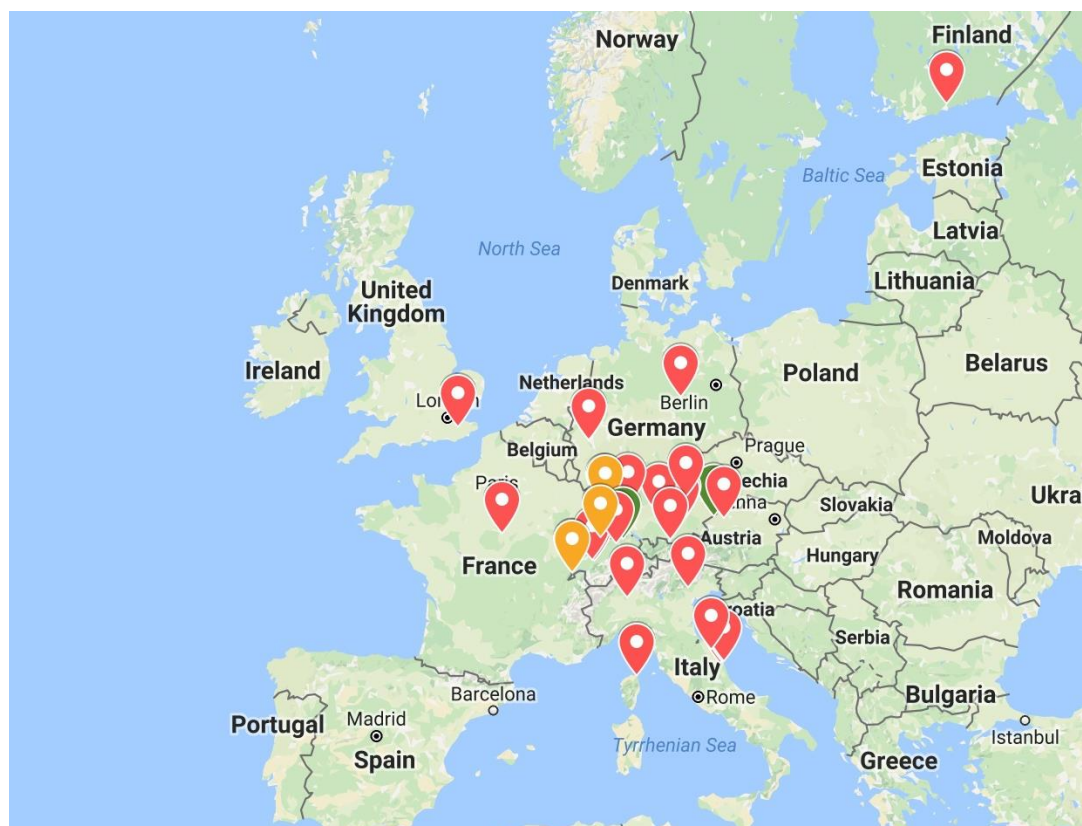 Norway
Finland
Estonia
Baltic Sea
Latvia
North Sea
Denmark
Lithuania
United
Kingdom
Ireland
Belarus
Poland
Netherlands
Berlin
Germany
Belgium
Prague
Paris
Slovakia
Austria
Hungary
Moldova
France
Romania
Serbia
Italy
Barcelona
Rome
Bulgaria
Portugal
Madrid
Istanbul
Spain
Tyrrhenian Sea
Greece